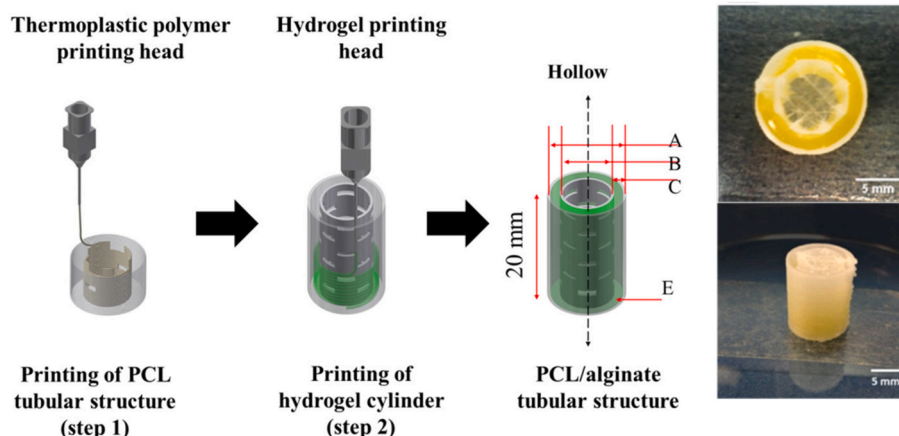 Thermoplastic polymer
printing head
Hydrogel printing
head
Hollow
A
B
C
20 mm
E
5 mm
5 mm
Printing of PCL
tubular structure
(step 1)
Printing of
hydrogel cylinder
(step 2)
PCL/alginate
tubular structure